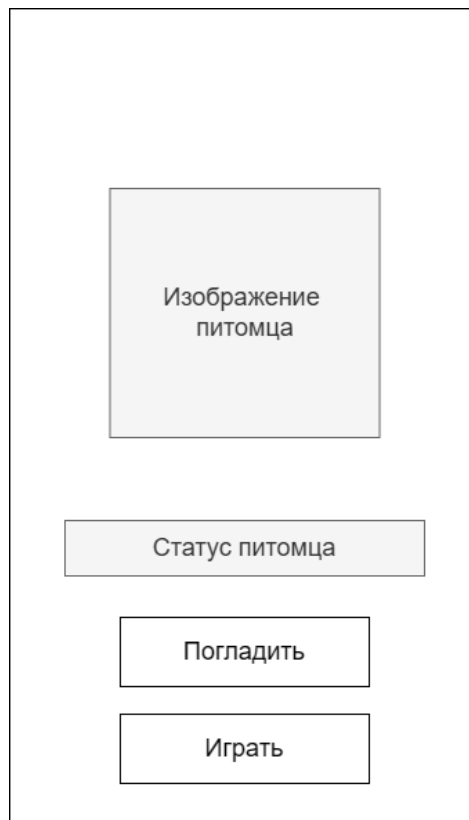 Изображение
питомца
Статус питомца
Погладить
Играть